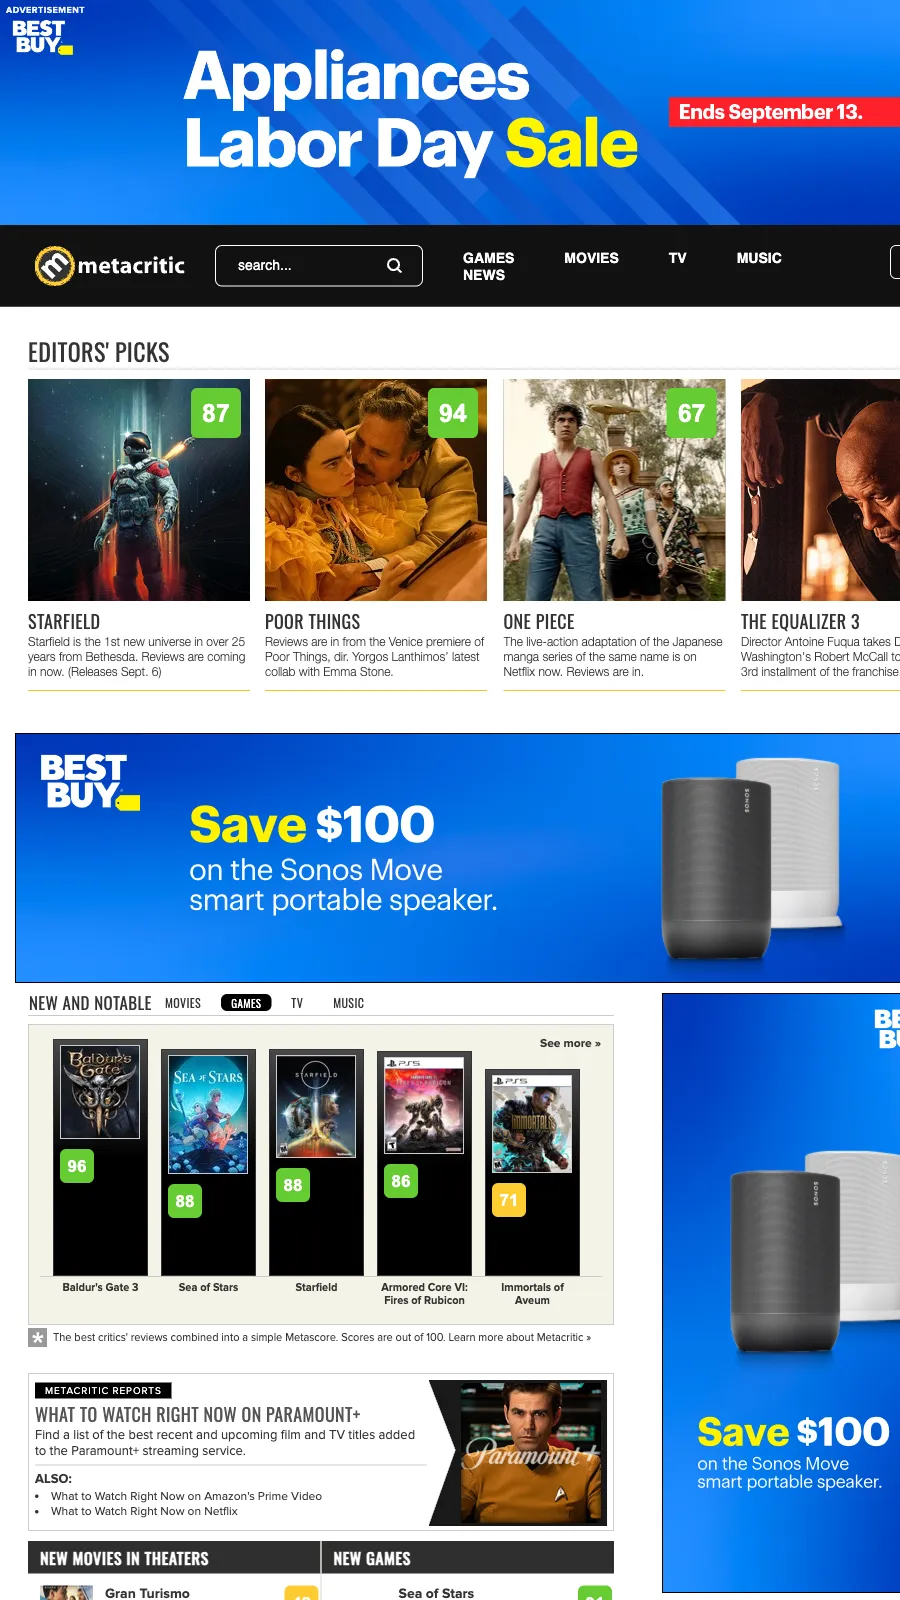 ADVERTISEMENT
BEST
BUY
Appliances
Labor Day Sale
Ends September 13.
metacritic
search...
GAMES
MOVIES
TV
MUSIC
NEWS
EDITORS' PICKS
87
94
67
STARFIELD
Starfield is the 1st new universe in over 25
years from Bethesda. Reviews are coming
in now. (Releases Sept. 6)
POOR THINGS
Reviews are in from the Venice premiere of
Poor Things, dir. Yorgos Lanthimos' latest
collab with Emma Stone.
ONE PIECE
The live-action adaptation of the Japanese
manga series of the same name is on
Netflix now. Reviews are in.
THE EQUALIZER 3
Director Antoine Fuqua takes D
Washington's Robert McCall to
3rd installment of the franchise
BEST
BUY
Save $100
on the Sonos Move
smart portable speaker.
SONOS
SONOS
NEW AND NOTABLE
MOVIES
GAMES
TV
MUSIC
See more »
Baldur's
Gate
SEA OF STARS
STARFIELD
PS5
PS5
IMMORTALS
96
88
88
86
71
Baldur's Gate 3
Sea of Stars
Starfield
Armored Core VI:
Fires of Rubicon
Immortals of
Aveum
The best critics' reviews combined into a simple Metascore. Scores are out of 100. Learn more about Metacritic »
METACRITIC REPORTS
WHAT TO WATCH RIGHT NOW ON PARAMOUNT+
Find a list of the best recent and upcoming film and TV titles added
to the Paramount+ streaming service.
ALSO:
• What to Watch Right Now on Amazon's Prime Video
• What to Watch Right Now on Netflix
Paramount +
NEW MOVIES IN THEATERS
Gran Turismo
NEW GAMES
Sea of Stars
BE
B
SONOS
Save $100
on the Sonos Move
smart portable speaker.